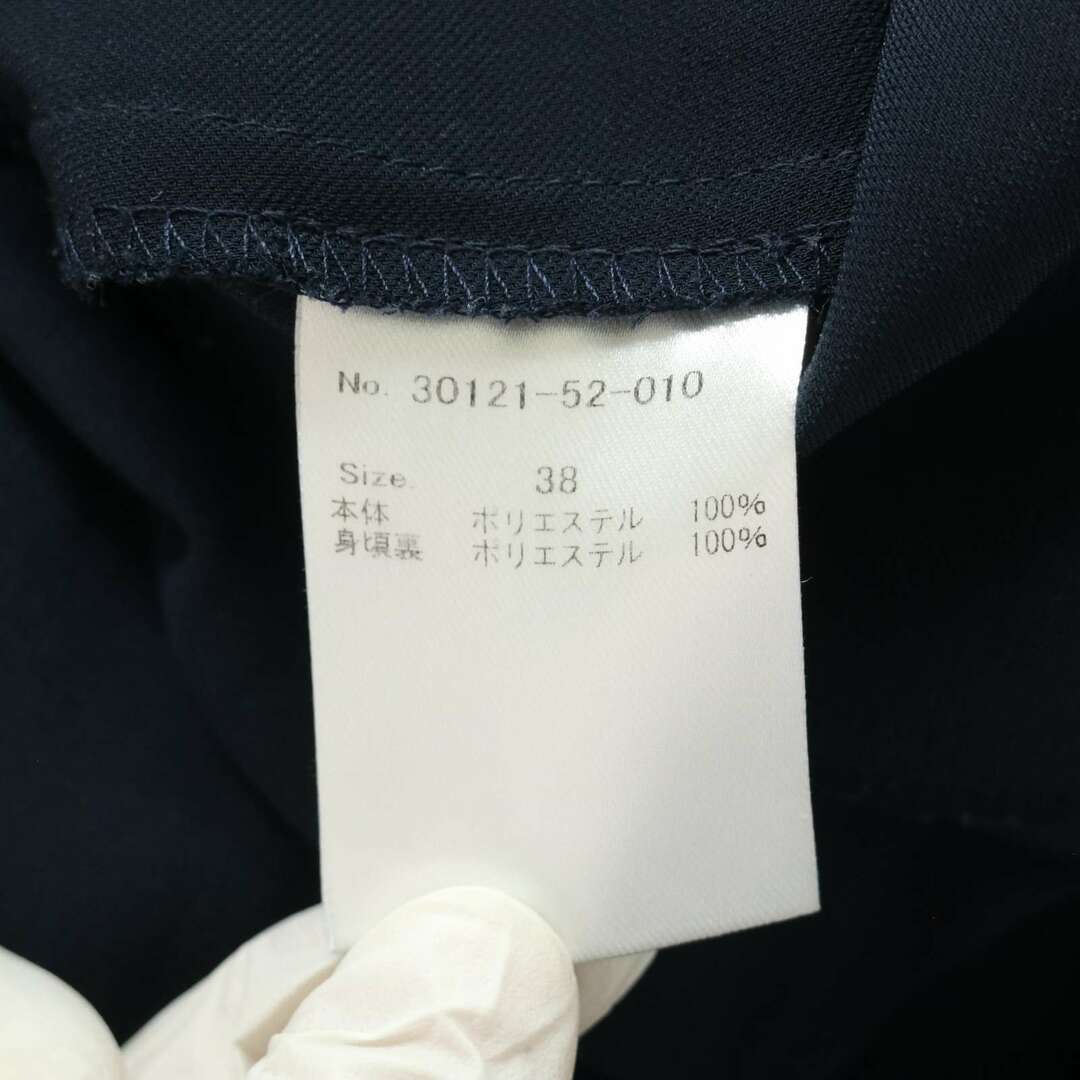 No. 30121-52-010
Size. 38
本体 ポリエステル 100%
身頃裏 ポリエステル 100%